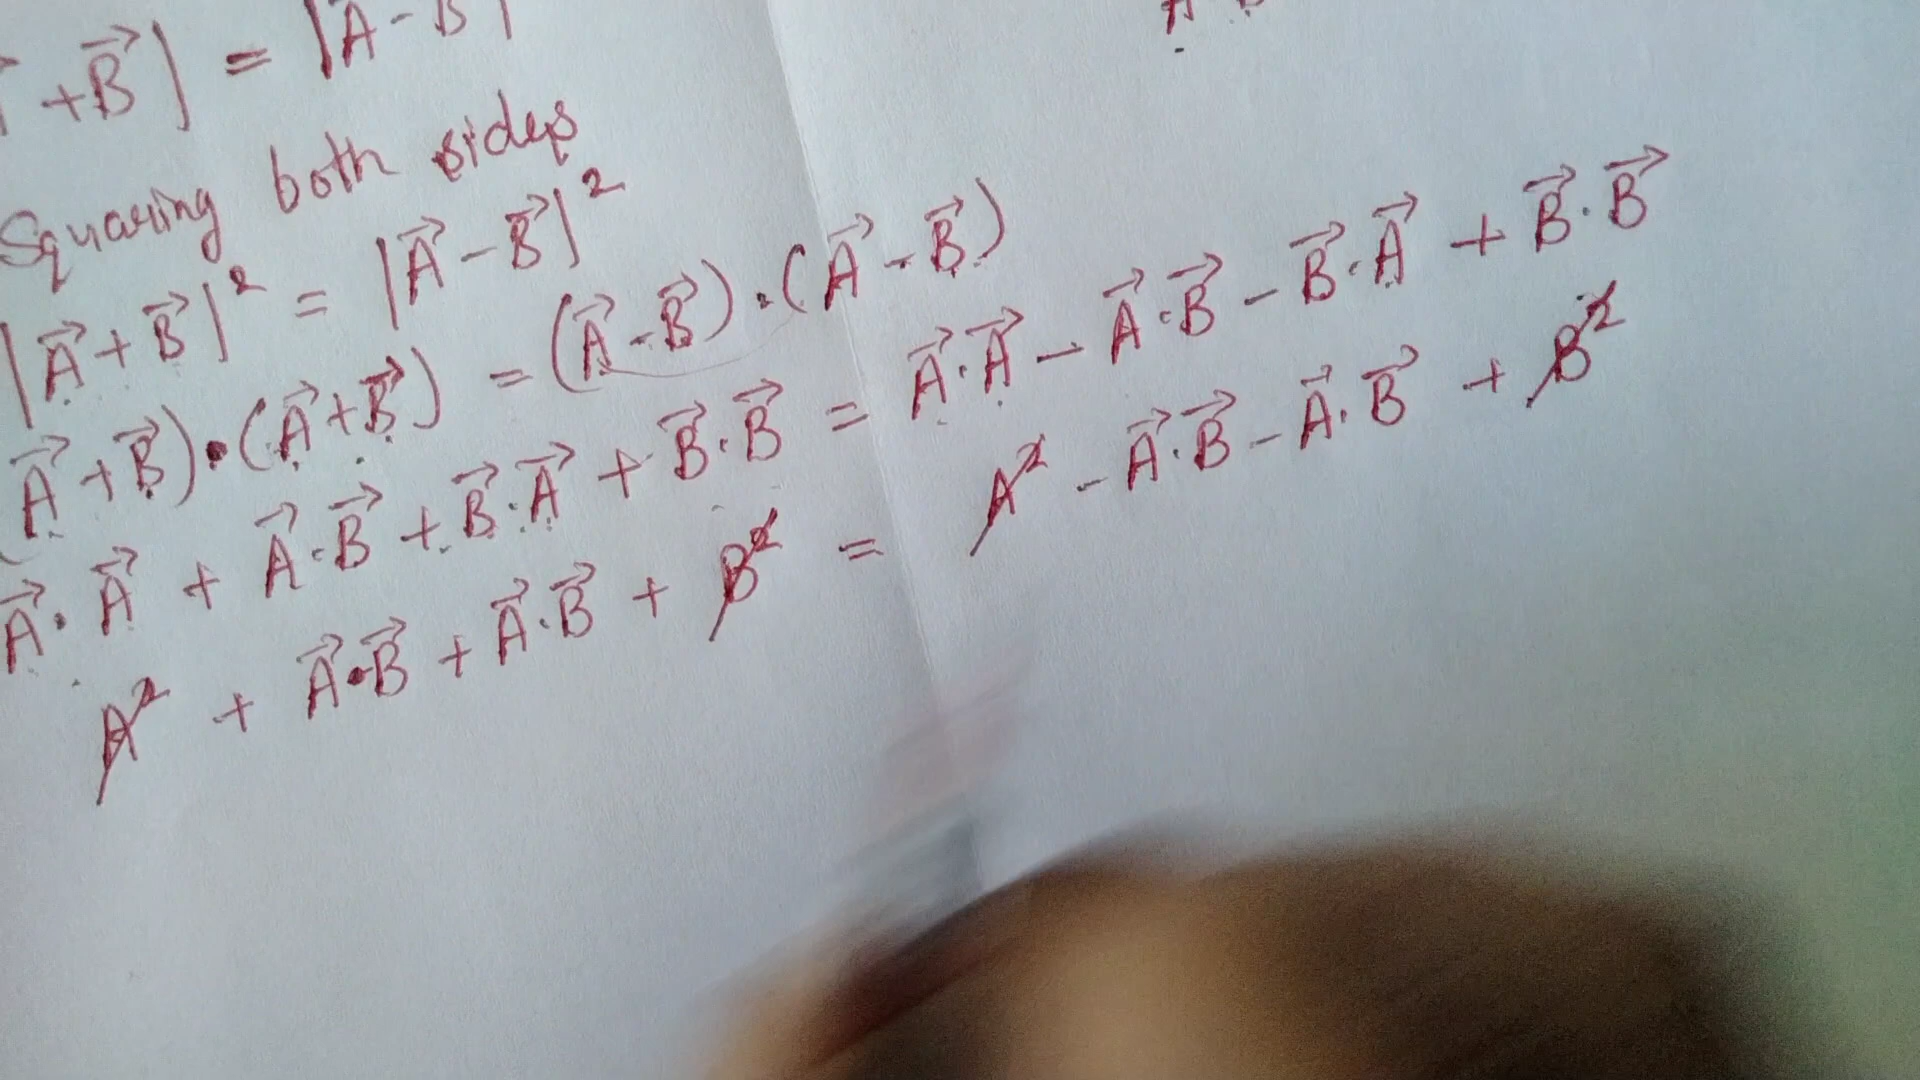 +B⃗| = |A⃗ - B⃗|
Squaring both sides
|A⃗ + B⃗|² = |A⃗ - B⃗|²
(A⃗ + B⃗) · (A⃗ + B⃗) = (A⃗ - B⃗) · (A⃗ - B⃗)
A⃗ · A⃗ + A⃗ · B⃗ + B⃗ · A⃗ + B⃗ · B⃗ = A⃗ · A⃗ - A⃗ · B⃗ - B⃗ · A⃗ + B⃗ · B⃗
A² + A⃗ · B⃗ + A⃗ · B⃗ + B² = A² - A⃗ · B⃗ - A⃗ · B⃗ + B²